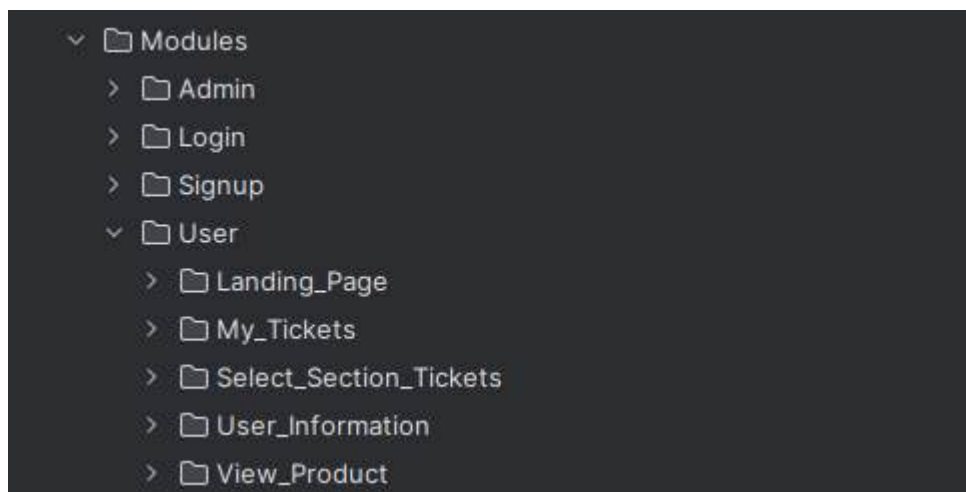 Modules
Admin
Login
Signup
User
Landing_Page
My_Tickets
Select_Section_Tickets
User_Information
View_Product